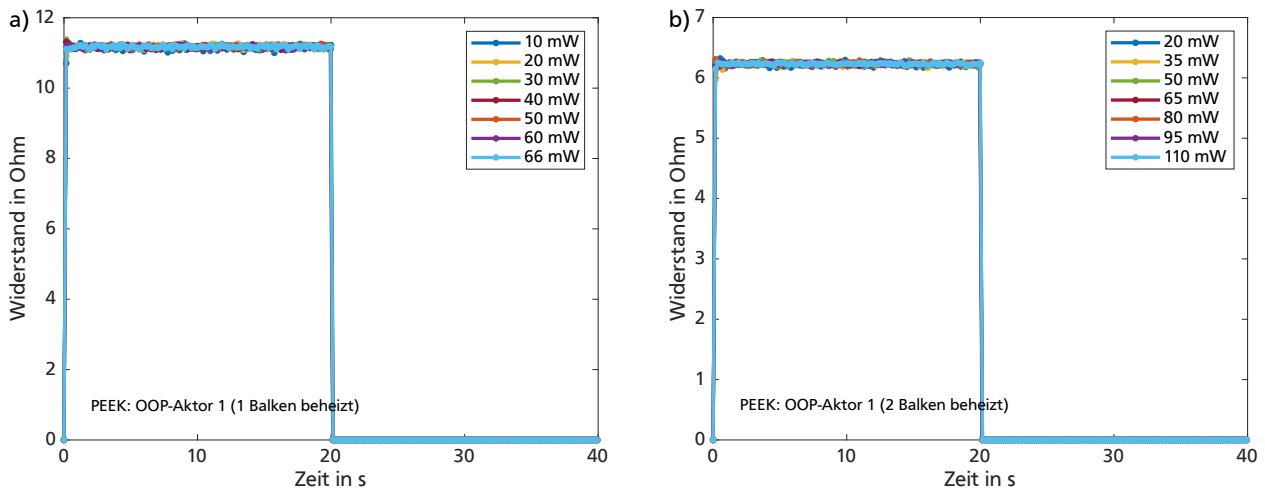 a)
12
10
8
6
4
2
0
Widerstand in Ohm
10 mW
20 mW
30 mW
40 mW
50 mW
60 mW
66 mW
PEEK: OOP-Aktor 1 (1 Balken beheizt)
0
10
20
30
40
Zeit in s
b)
7
6
5
4
3
2
1
0
Widerstand in Ohm
20 mW
35 mW
50 mW
65 mW
80 mW
95 mW
110 mW
PEEK: OOP-Aktor 1 (2 Balken beheizt)
0
10
20
30
40
Zeit in s